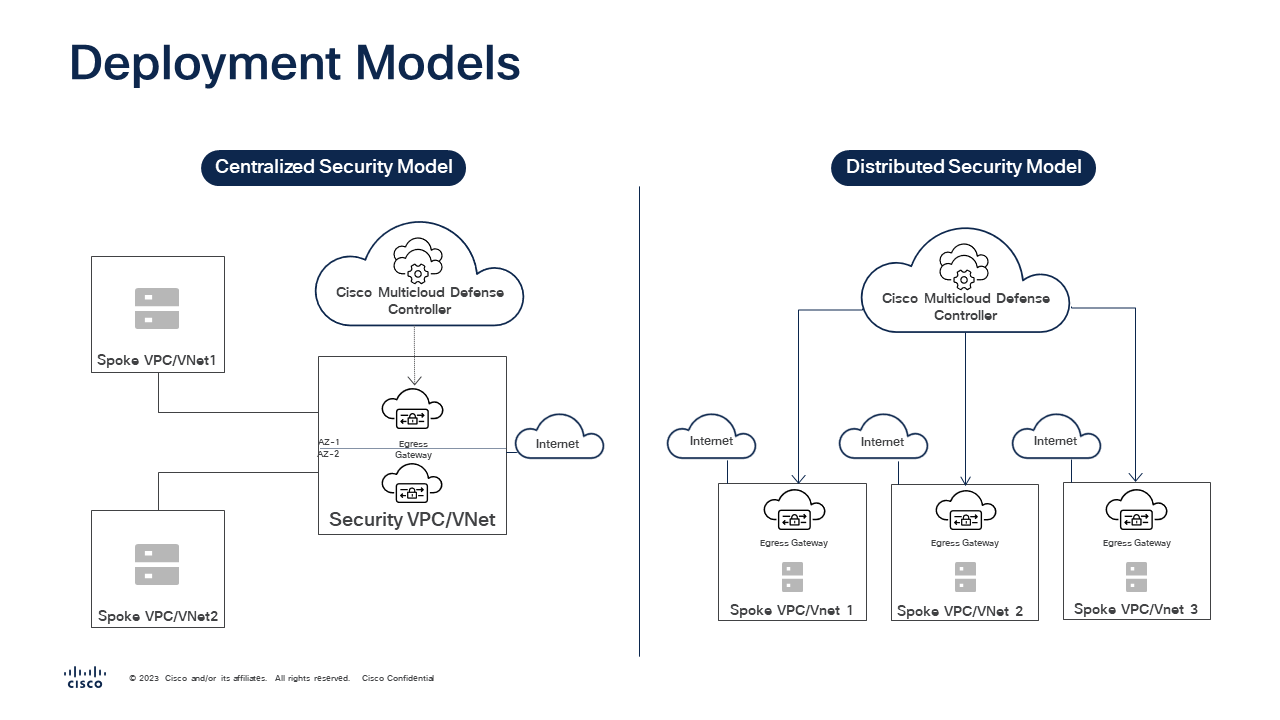 Deployment Models
Centralized Security Model
Cisco Multicloud Defense
Controller
Spoke VPC/VNet1
AZ-1
AZ-2
Egress
Gateway
Internet
Security VPC/VNet
Spoke VPC/VNet2
Distributed Security Model
Cisco Multicloud Defense
Controller
Internet
Internet
Internet
Egress Gateway
Egress Gateway
Egress Gateway
Spoke VPC/Vnet 1
Spoke VPC/VNet 2
Spoke VPC/Vnet 3
CISCO
© 2023 Cisco and/or its affiliates. All rights reserved. Cisco Confidential